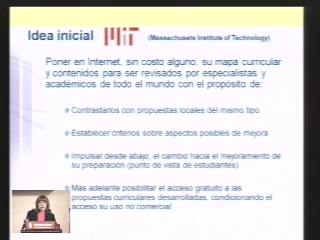 Idea inicial MIT (Massachusets Institute of Technology)
Poner en Internet, sin costo alguno, su mapa curricular
y contenidos para ser revisados por especialistas y
académicos de todo el mundo con el propósito de:
Contrastarlos con propuestas locales del mismo tipo
Establecer criterios sobre aspectos posibles de mejora
Impulsar desde abajo, el cambio hacia el mejoramiento de
su preparación (punto de vista de estudiantes)
Más adelante posibilitar el acceso gratuito a las
propuestas curriculares desarrolladas, condicionando el
acceso su uso no comercial